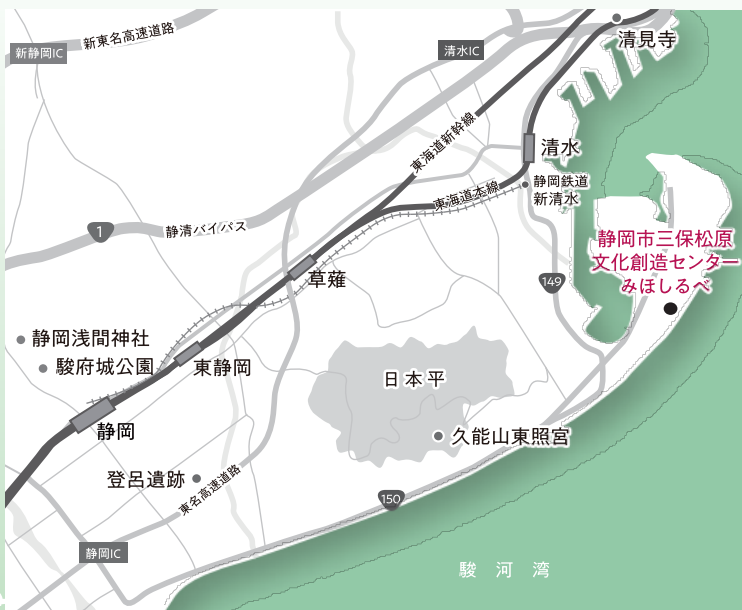 新東名高速道路
新静岡IC
清水IC
清見寺
東海道新幹線
清水
静岡鉄道
新清水
東海道本線
1
静清バイパス
静岡市三保松原
文化創造センター
みほしるべ
草薙
149
静岡浅間神社
駿府城公園
東静岡
日本平
静岡
久能山東照宮
登呂遺跡
東名高速道路
150
静岡IC
駿河湾